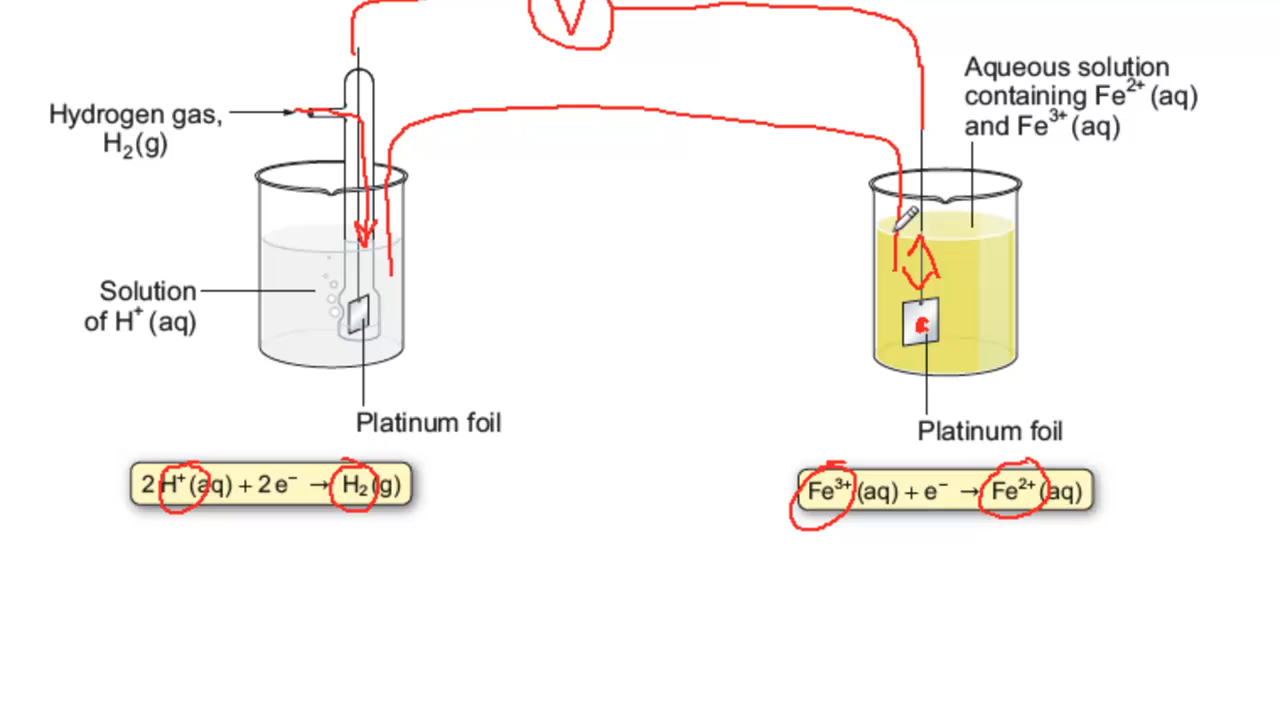 V
Hydrogen gas,
H₂(g)
Aqueous solution
containing Fe²⁺ (aq)
and Fe³⁺ (aq)
Solution
of H⁺ (aq)
Platinum foil
Platinum foil
2 H⁺(aq) + 2 e⁻ → H₂(g)
Fe³⁺ (aq) + e⁻ → Fe²⁺ (aq)